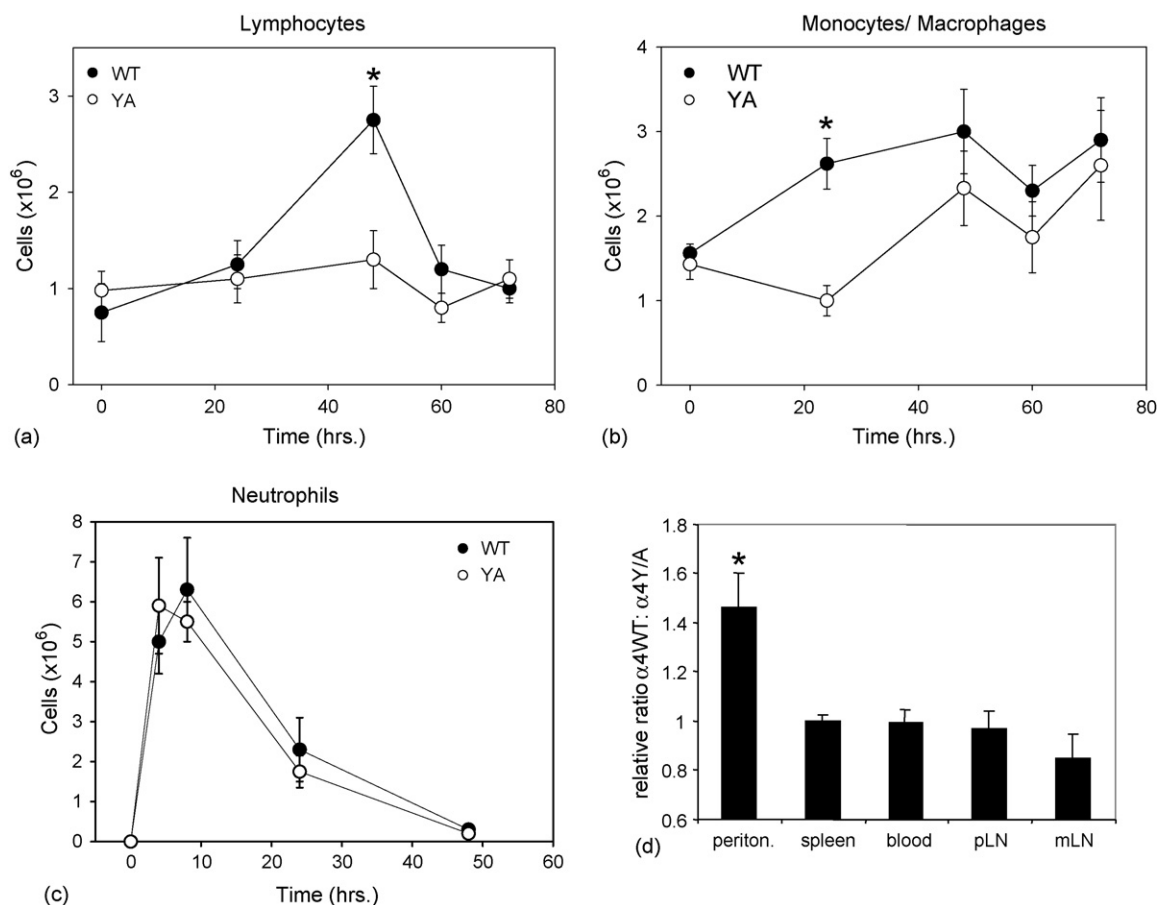 Lymphocytes
WT
YA
*
3
2
1
0
Cells (x10⁶)
0 20 40 60 80
Time (hrs.)
(a)
Monocytes/ Macrophages
WT
YA
*
4
3
2
1
0
Cells (x10⁶)
0 20 40 60 80
Time (hrs.)
(b)
Neutrophils
WT
YA
8
7
6
5
4
3
2
1
0
Cells (x10⁶)
0 10 20 30 40 50 60
Time (hrs.)
(c)
1.8
1.6
1.4
1.2
1
0.8
0.6
*
relative ratio α4WT: α4Y/A
periton. spleen blood pLN mLN
(d)